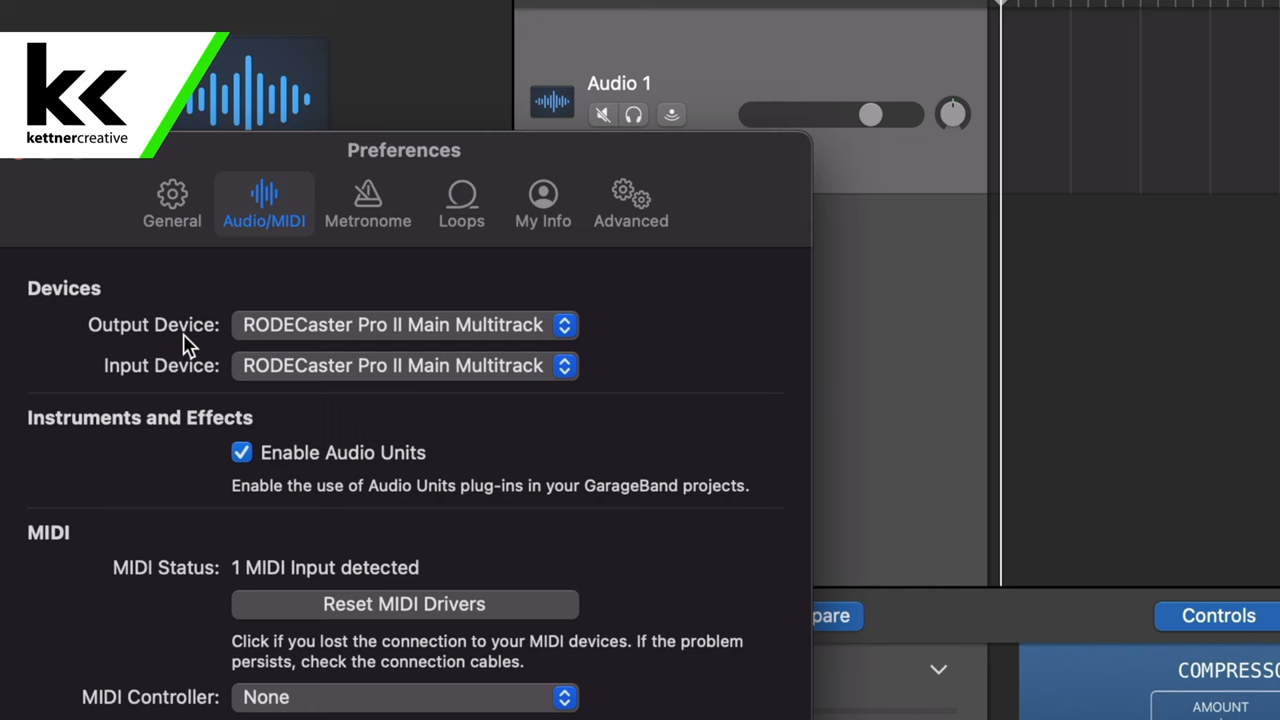 kettnercreative
Audio 1
Preferences
General
Audio/MIDI
Metronome
Loops
My Info
Advanced
Devices
Output Device: RODECaster Pro II Main Multitrack
Input Device: RODECaster Pro II Main Multitrack
Instruments and Effects
Enable Audio Units
Enable the use of Audio Units plug-ins in your GarageBand projects.
MIDI
MIDI Status: 1 MIDI Input detected
Reset MIDI Drivers
Click if you lost the connection to your MIDI devices. If the problem
persists, check the connection cables.
MIDI Controller: None
pare
Controls
COMPRESSO
AMOUNT